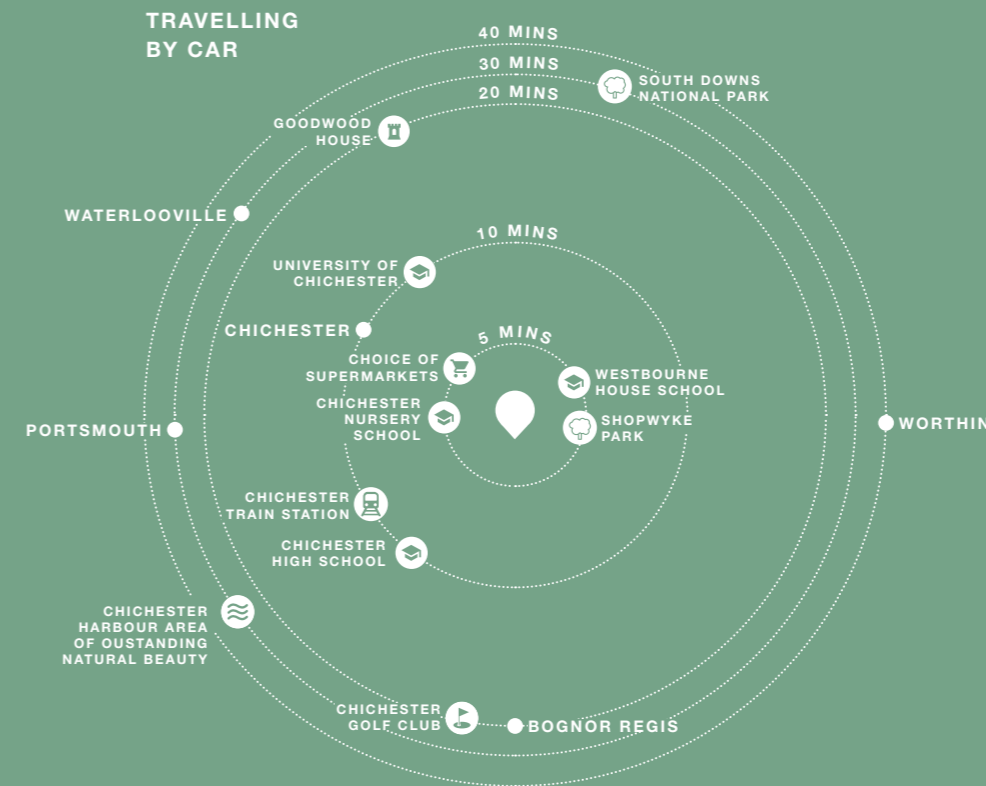 TRAVELLING
BY CAR
40 MINS
30 MINS
20 MINS
SOUTH DOWNS
NATIONAL PARK
GOODWOOD
HOUSE
WATERLOOVILLE
10 MINS
UNIVERSITY OF
CHICHESTER
CHICHESTER
5 MINS
CHOICE OF
SUPERMARKETS
WESTBOURNE
HOUSE SCHOOL
CHICHESTER
NURSERY
SCHOOL
SHOPWYKE
PARK
PORTSMOUTH
WORTHIN
CHICHESTER
TRAIN STATION
CHICHESTER
HIGH SCHOOL
CHICHESTER
HARBOUR AREA
OF OUSTANDING
NATURAL BEAUTY
CHICHESTER
GOLF CLUB
BOGNOR REGIS